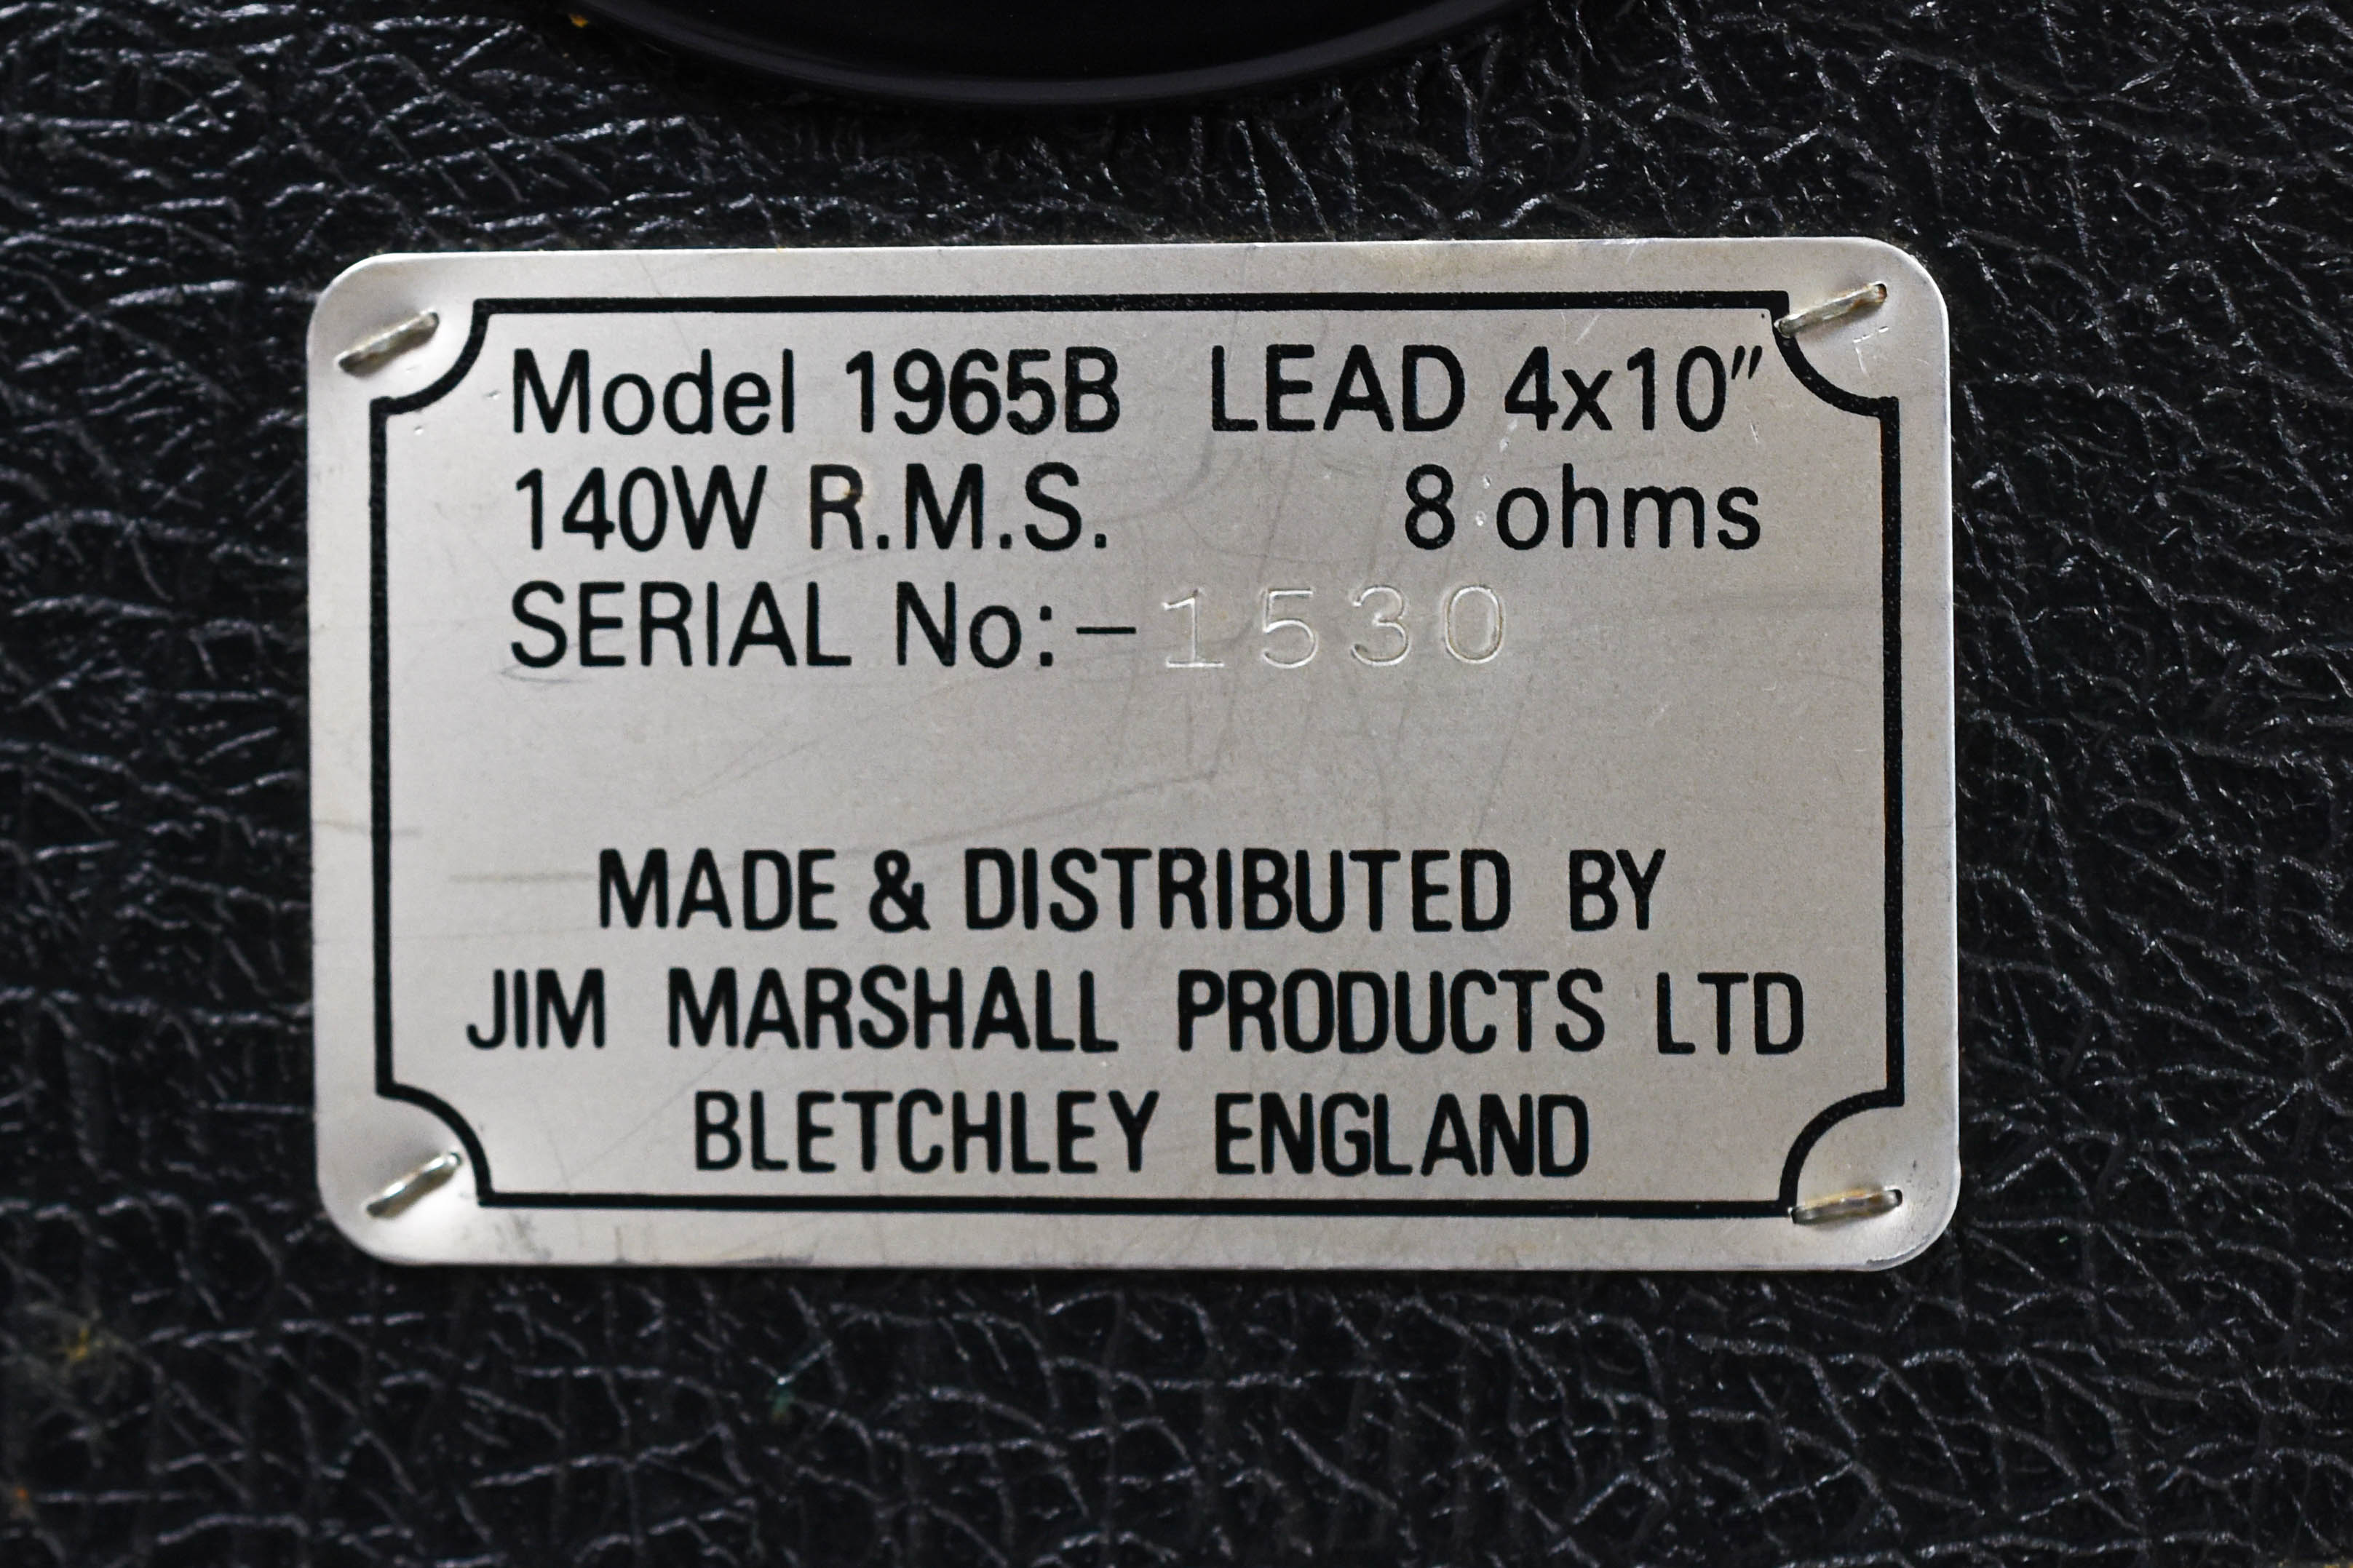 Model 1965B LEAD 4x10"
140W R.M.S. 8 ohms
SERIAL No:-1530
MADE & DISTRIBUTED BY
JIM MARSHALL PRODUCTS LTD
BLETCHLEY ENGLAND